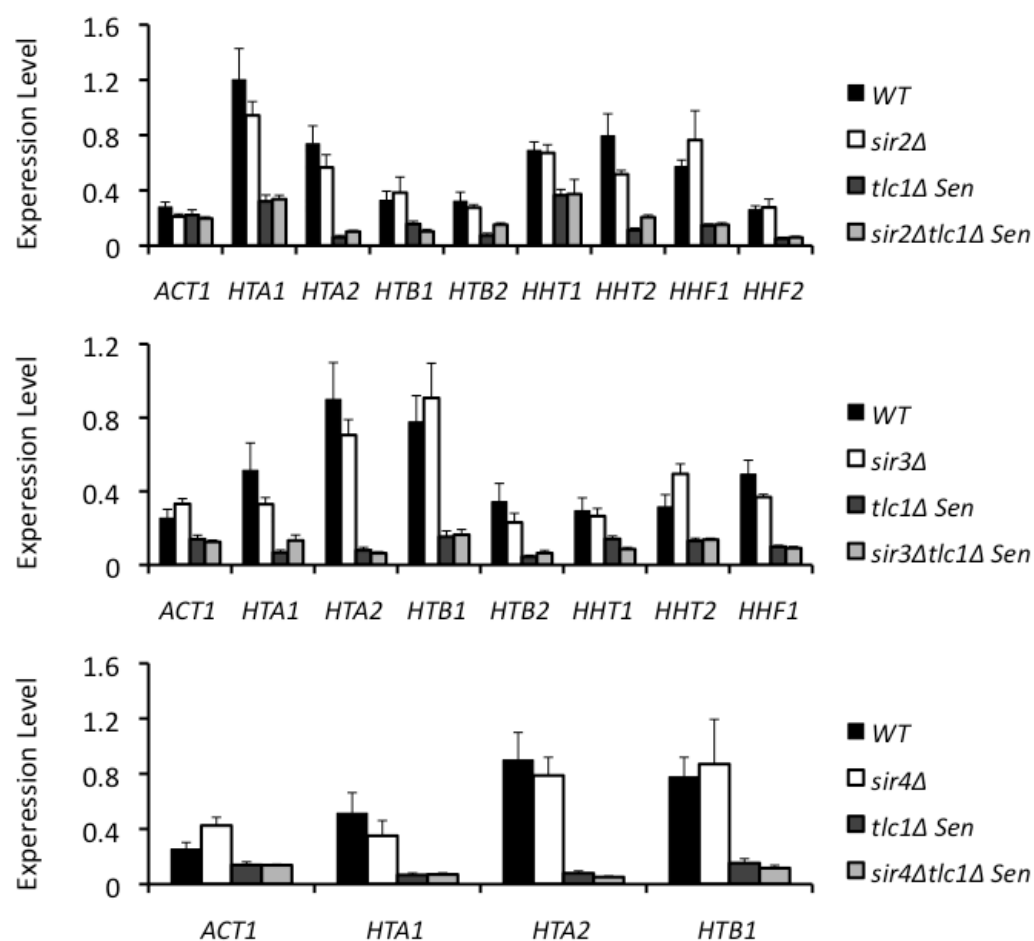 Experession Level
1.6
1.2
0.8
0.4
0
ACT1 HTA1 HTA2 HTB1 HTB2 HHT1 HHT2 HHF1 HHF2
WT
sir2Δ
tlc1Δ Sen
sir2Δtlc1Δ Sen
Experession Level
1.2
0.8
0.4
0
ACT1 HTA1 HTA2 HTB1 HTB2 HHT1 HHT2 HHF1
WT
sir3Δ
tlc1Δ Sen
sir3Δtlc1Δ Sen
Experession Level
1.6
1.2
0.8
0.4
0
ACT1 HTA1 HTA2 HTB1
WT
sir4Δ
tlc1Δ Sen
sir4Δtlc1Δ Sen